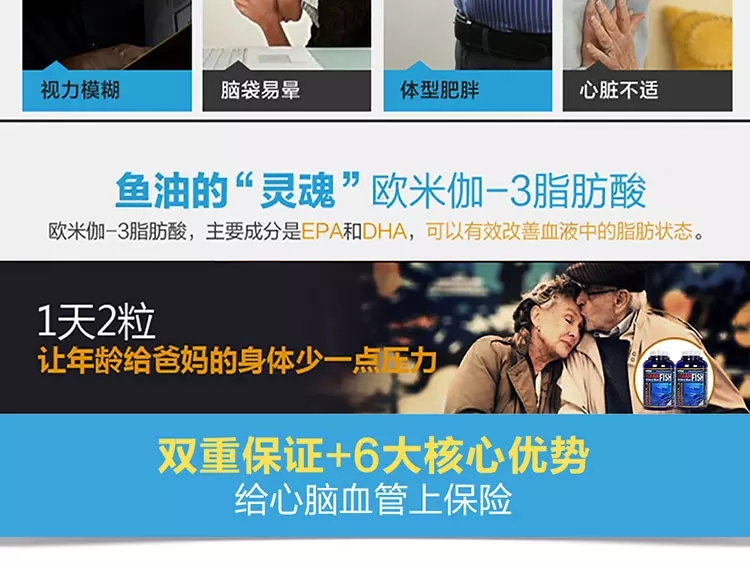 视力模糊
脑袋易晕
体型肥胖
心脏不适
鱼油的“灵魂”欧米伽-3脂肪酸
欧米伽-3脂肪酸，主要成分是EPA和DHA，可以有效改善血液中的脂肪状态。
1天2粒
让年龄给爸妈的身体少一点压力
FISH
FISH
双重保证+6大核心优势
给心脑血管上保险